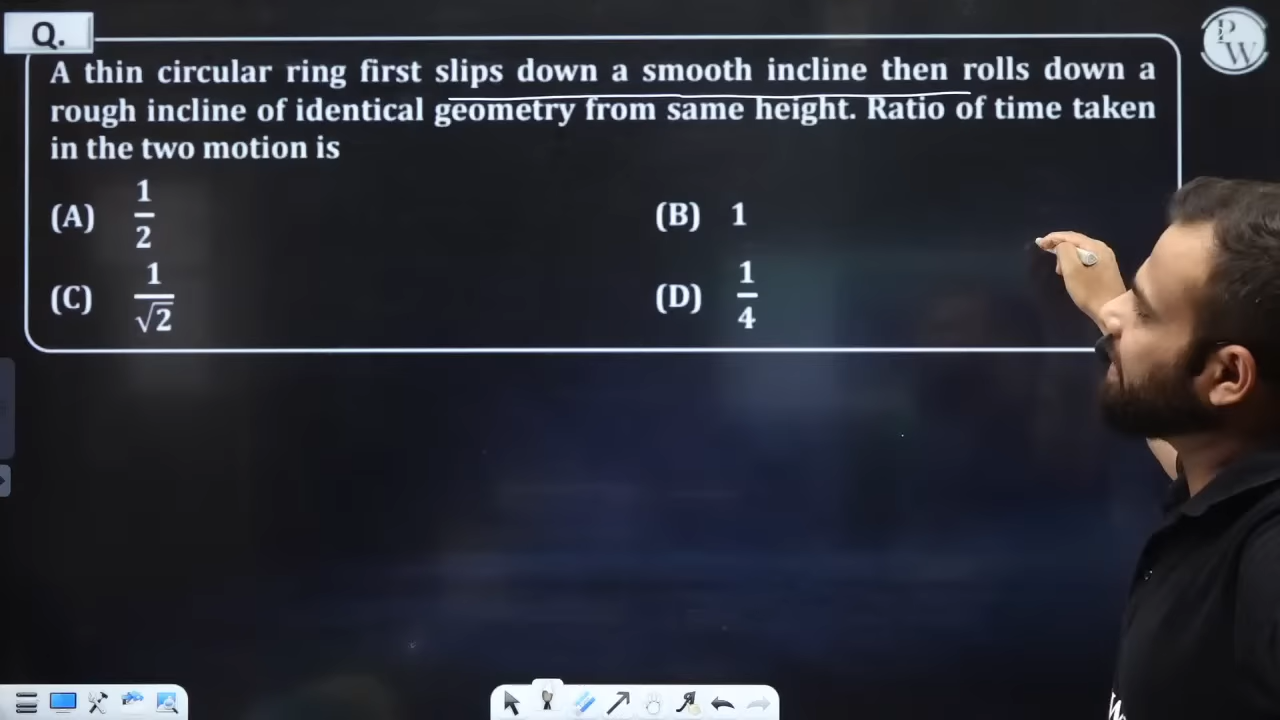 Q.
P
W
A thin circular ring first slips down a smooth incline then rolls down a
rough incline of identical geometry from same height. Ratio of time taken
in the two motion is
(A) 1/2
(B) 1
(C) 1/√2
(D) 1/4